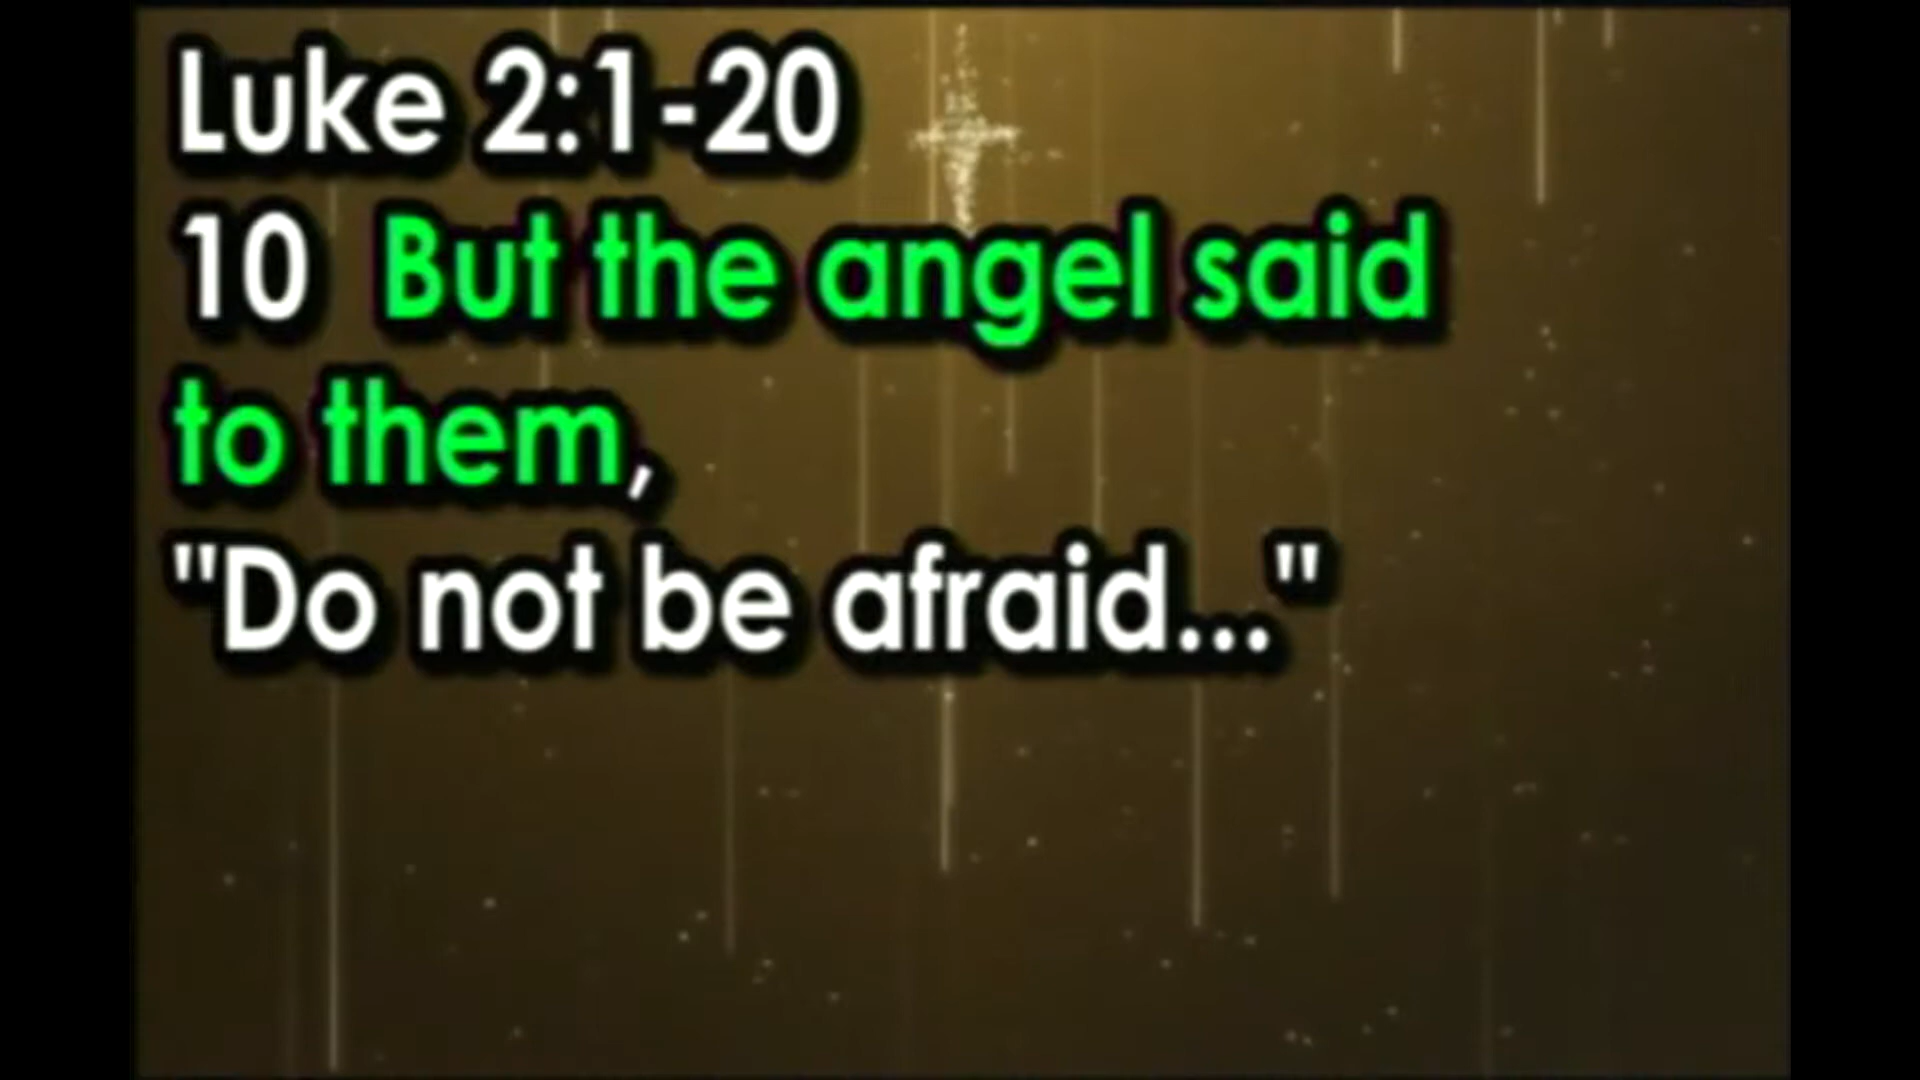 Luke 2:1-20
10 But the angel said
to them,
"Do not be afraid..."